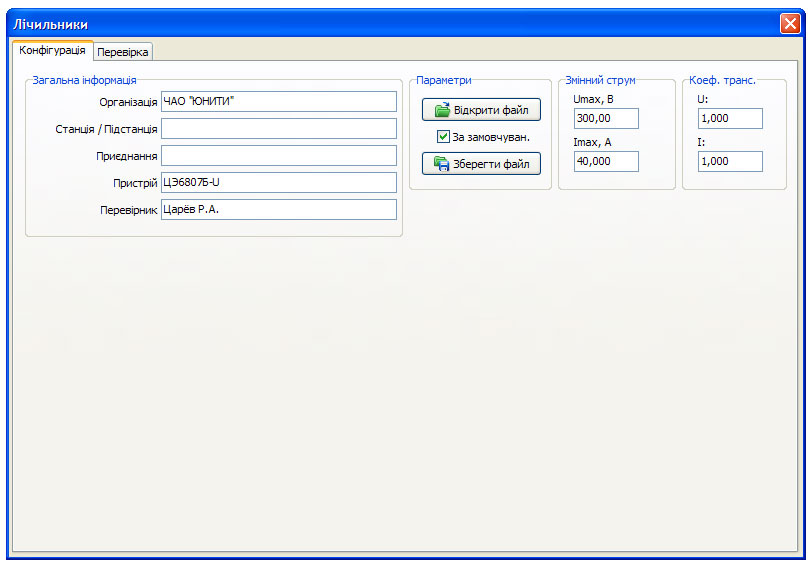 Лічильники
Конфігурація
Перевірка
Загальна інформація
Організація
ЧАО "ЮНИТИ"
Станція / Підстанція
Приєднання
Пристрій
ЦЭ6807Б-U
Перевірник
Царёв Р.А.
Параметри
Відкрити файл
За замовчуван.
Зберегти файл
Змінний струм
Umax, В
300,00
Imax, А
40,000
Коеф. транс.
U:
1,000
I:
1,000